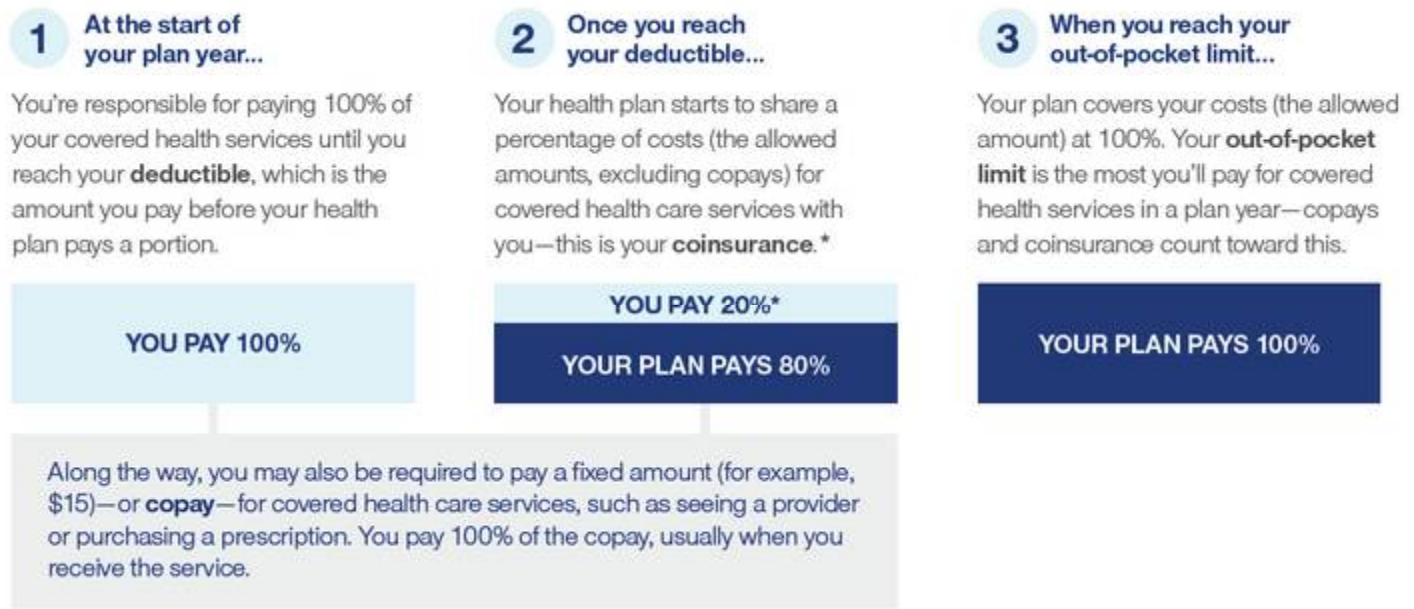 1
At the start of
your plan year...
You're responsible for paying 100% of
your covered health services until you
reach your deductible, which is the
amount you pay before your health
plan pays a portion.
YOU PAY 100%
2
Once you reach
your deductible...
Your health plan starts to share a
percentage of costs (the allowed
amounts, excluding copays) for
covered health care services with
you—this is your coinsurance.*
YOU PAY 20%*
YOUR PLAN PAYS 80%
3
When you reach your
out-of-pocket limit...
Your plan covers your costs (the allowed
amount) at 100%. Your out-of-pocket
limit is the most you'll pay for covered
health services in a plan year—copays
and coinsurance count toward this.
YOUR PLAN PAYS 100%
Along the way, you may also be required to pay a fixed amount (for example,
$15)—or copay—for covered health care services, such as seeing a provider
or purchasing a prescription. You pay 100% of the copay, usually when you
receive the service.